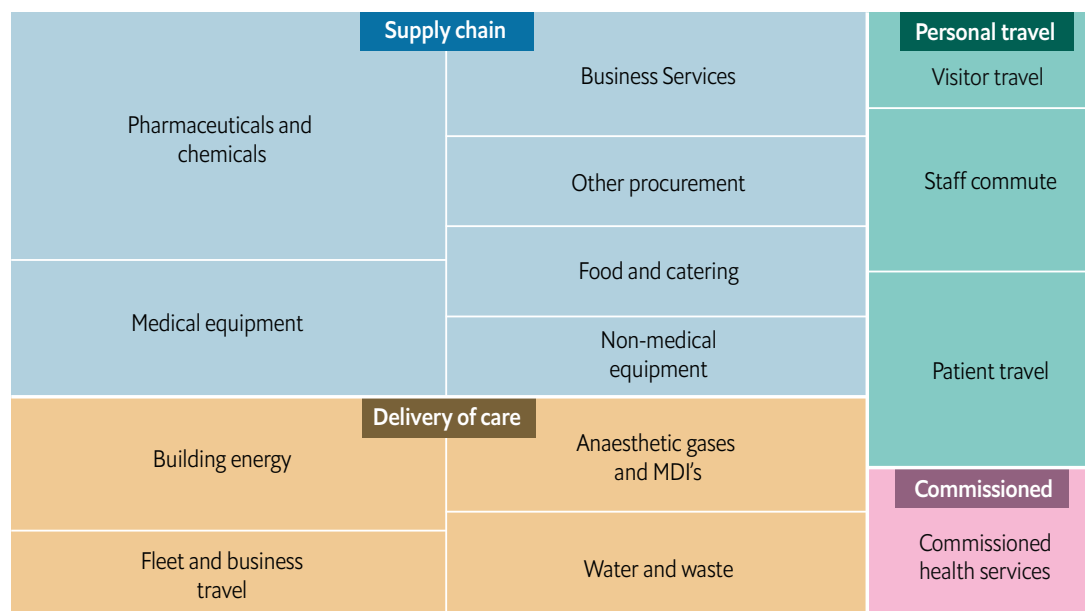 Supply chain
Pharmaceuticals and
chemicals
Medical equipment
Business Services
Other procurement
Food and catering
Non-medical
equipment
Delivery of care
Building energy
Fleet and business
travel
Anaesthetic gases
and MDI's
Water and waste
Personal travel
Visitor travel
Staff commute
Patient travel
Commissioned
Commissioned
health services